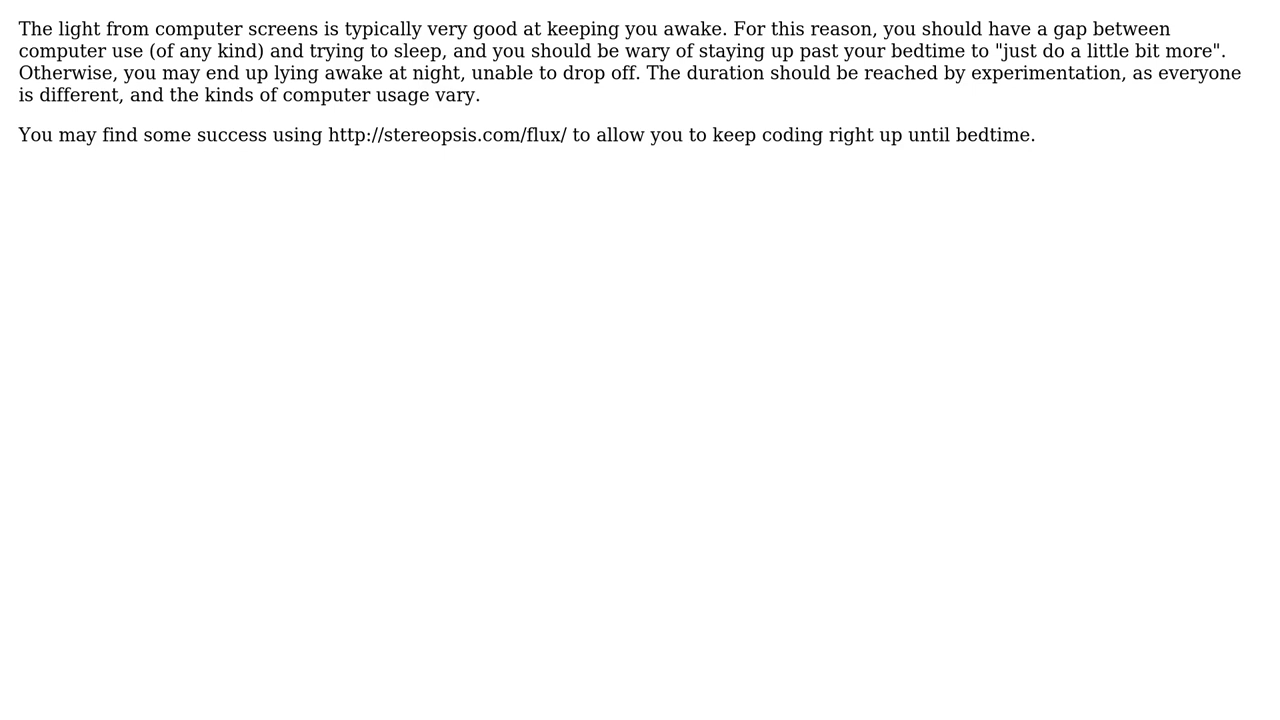 The light from computer screens is typically very good at keeping you awake. For this reason, you should have a gap between
computer use (of any kind) and trying to sleep, and you should be wary of staying up past your bedtime to "just do a little bit more".
Otherwise, you may end up lying awake at night, unable to drop off. The duration should be reached by experimentation, as everyone
is different, and the kinds of computer usage vary.
You may find some success using http://stereopsis.com/flux/ to allow you to keep coding right up until bedtime.